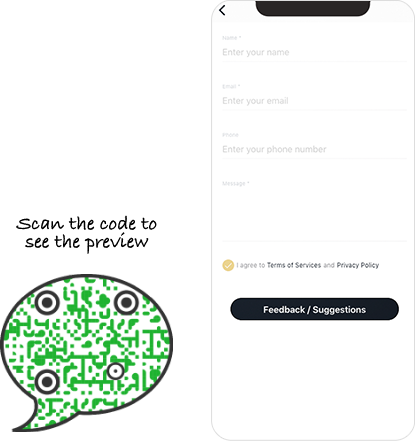 Scan the code to
see the preview
Name *
Enter your name
Email *
Enter your email
Phone
Enter your phone number
Message *
I agree to Terms of Services and Privacy Policy
Feedback / Suggestions